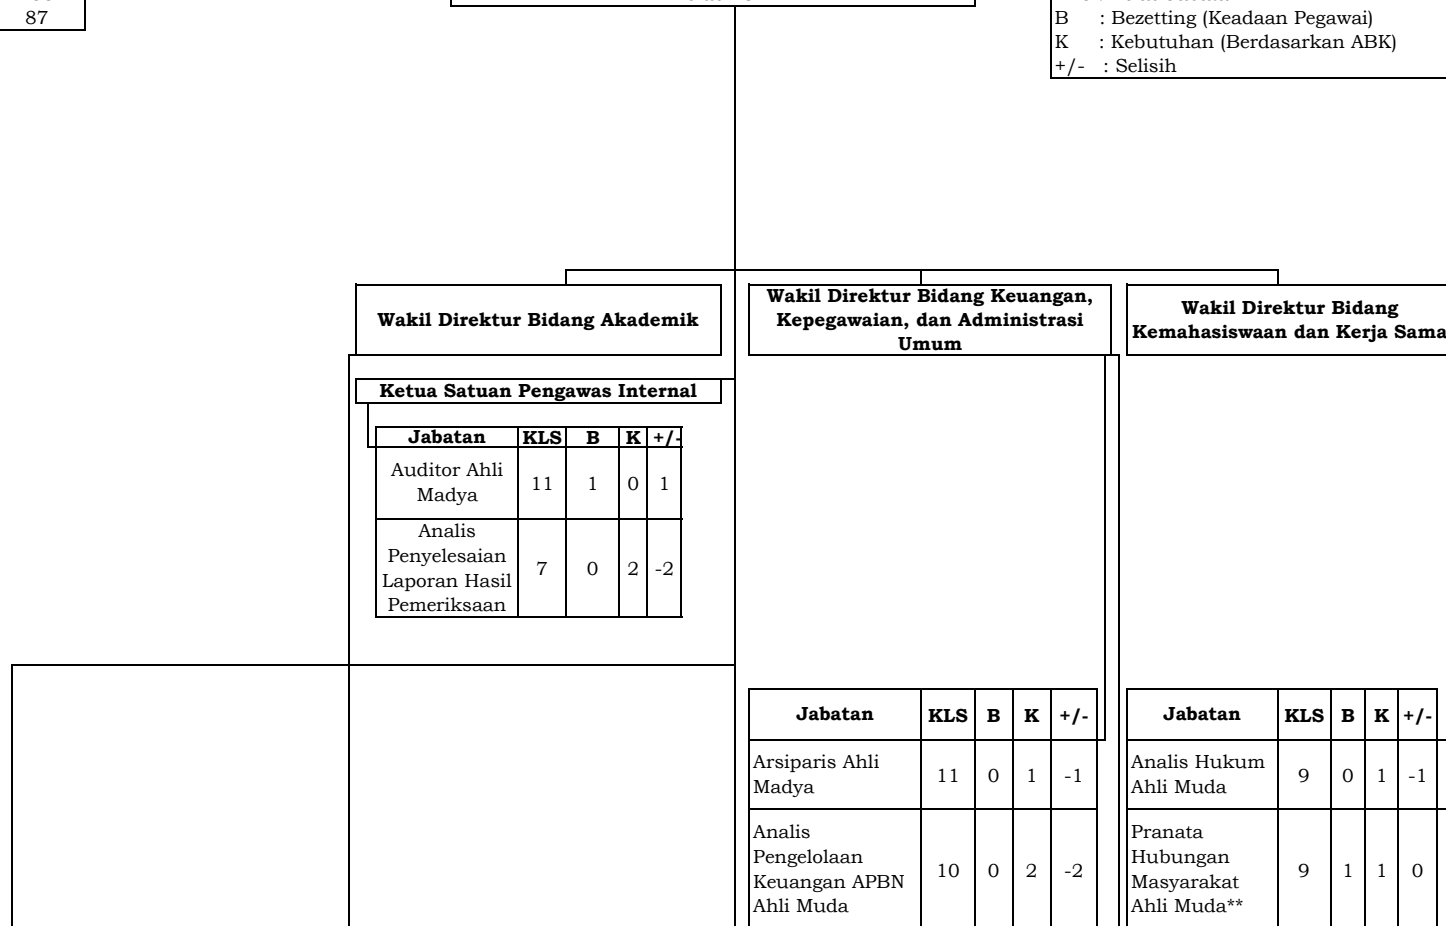 87
B : Bezetting (Keadaan Pegawai)
K : Kebutuhan (Berdasarkan ABK)
+/- : Selisih
Wakil Direktur Bidang Akademik
Wakil Direktur Bidang Keuangan,
Kepegawaian, dan Administrasi
Umum
Wakil Direktur Bidang
Kemahasiswaan dan Kerja Sama
Ketua Satuan Pengawas Internal
Jabatan KLS B K +/-
Auditor Ahli
Madya 11 1 0 1
Analis
Penyelesaian
Laporan Hasil
Pemeriksaan 7 0 2 -2
Jabatan KLS B K +/-
Arsiparis Ahli
Madya 11 0 1 -1
Analis
Pengelolaan
Keuangan APBN
Ahli Muda 10 0 2 -2
Jabatan KLS B K +/-
Analis Hukum
Ahli Muda 9 0 1 -1
Pranata
Hubungan
Masyarakat
Ahli Muda** 9 1 1 0